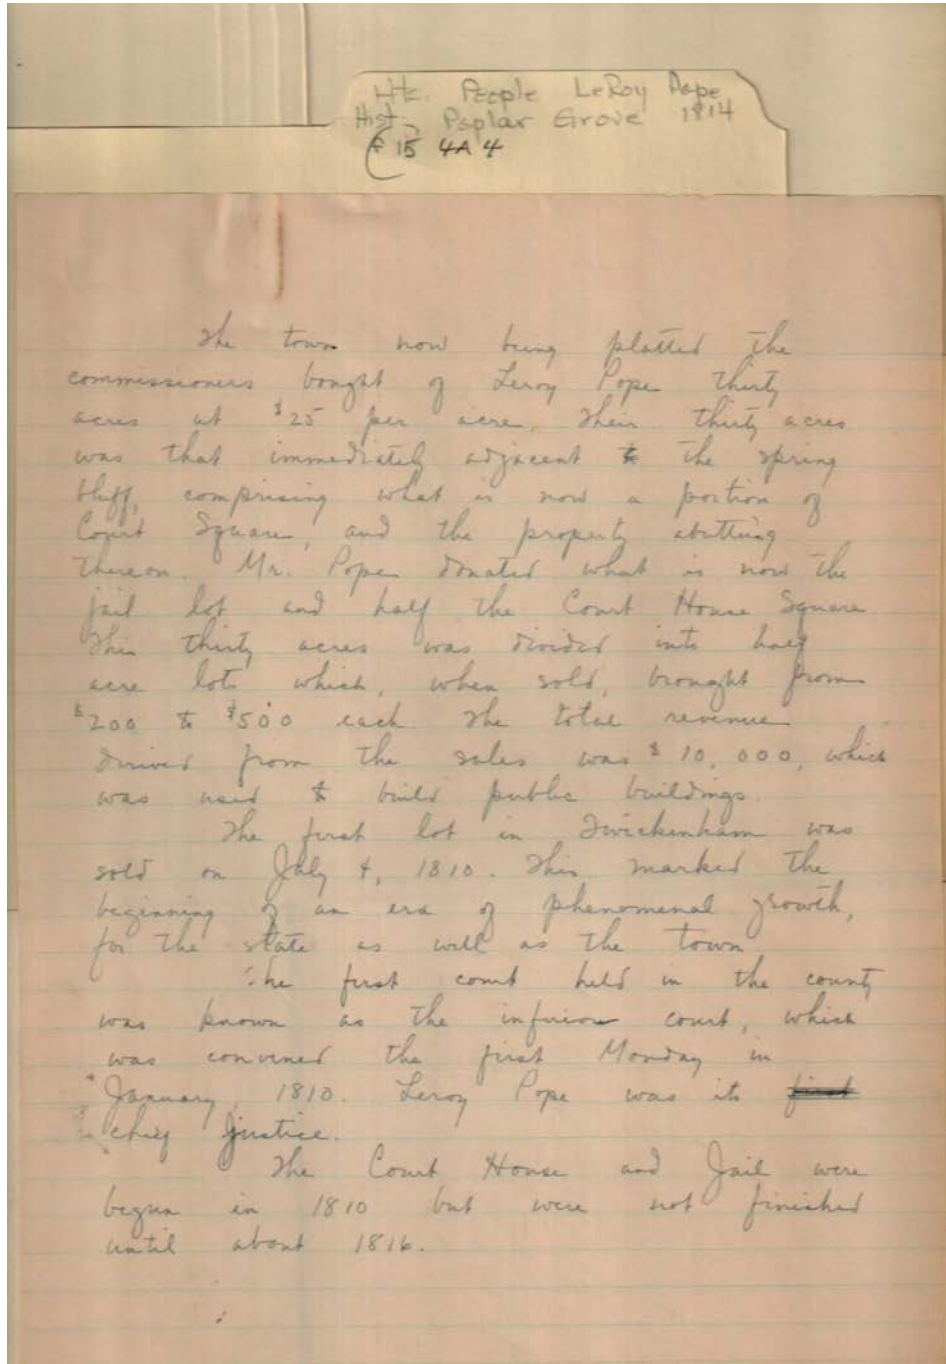 Hist. People LeRoy Pope
Hist. Poplar Grove 1814
F 15 4A 4
The town now being platted the
commissioners bought of Leroy Pope thirty
acres at $25 per acre. Their thirty acres
was that immediately adjacent to the spring
bluff, comprising what is now a portion of
Court Square, and the property abutting
thereon. Mr. Pope donated what is now the
jail lot and half the Court House Square
This thirty acres was divided into half
acre lots which, when sold, brought from
$200 to $500 each The total revenue
derived from the sales was $10,000, which
was used to build public buildings.
The first lot in Twickenham was
sold on July 4, 1810. This marked the
beginning of an era of phenomenal growth,
for the state as well as the town.
The first court held in the county
was known as the inferior court, which
was convened the first Monday in
January, 1810. Leroy Pope was its first
chief justice.
The Court House and Jail were
begun in 1810 but were not finished
until about 1816.